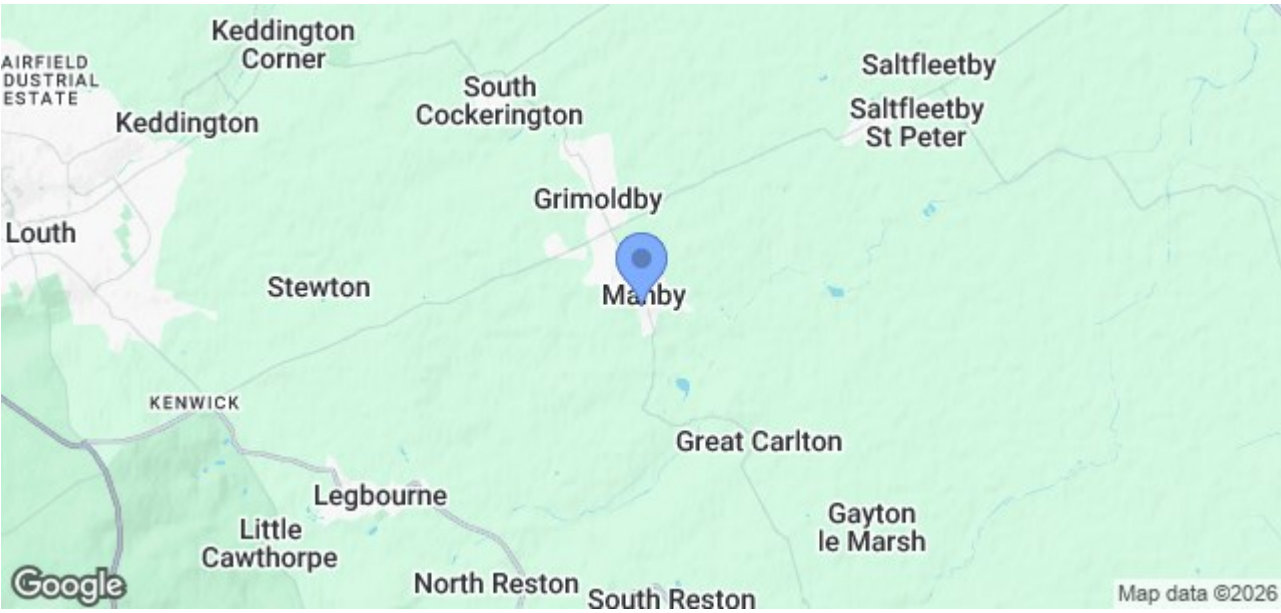 Keddington
Corner
AIRFIELD
DUSTRIAL
ESTATE
South
Cockerington
Saltfleetby
Keddington
Saltfleetby
St Peter
Grimoldby
Louth
Stewton
Manby
KENWICK
Great Carlton
Legbourne
Gayton
le Marsh
Little
Cawthorpe
North Reston
South Reston
Google
Map data ©2026